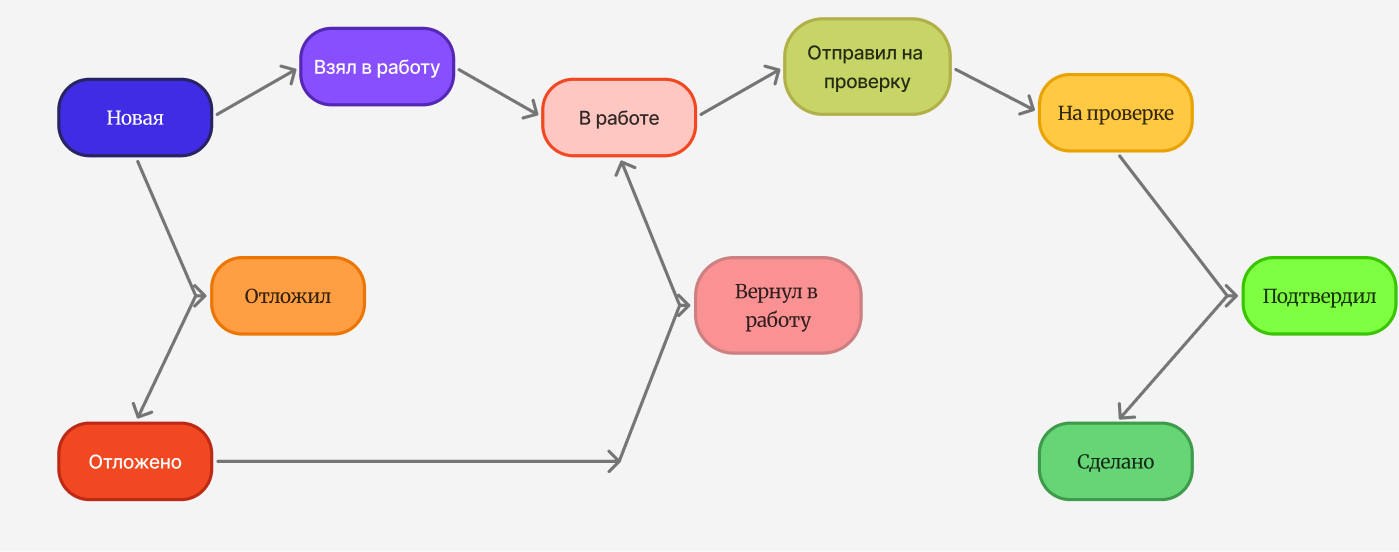 Новая
Взял в работу
В работе
Отправил на
проверку
На проверке
Отложил
Вернул в
работу
Подтвердил
Отложено
Сделано